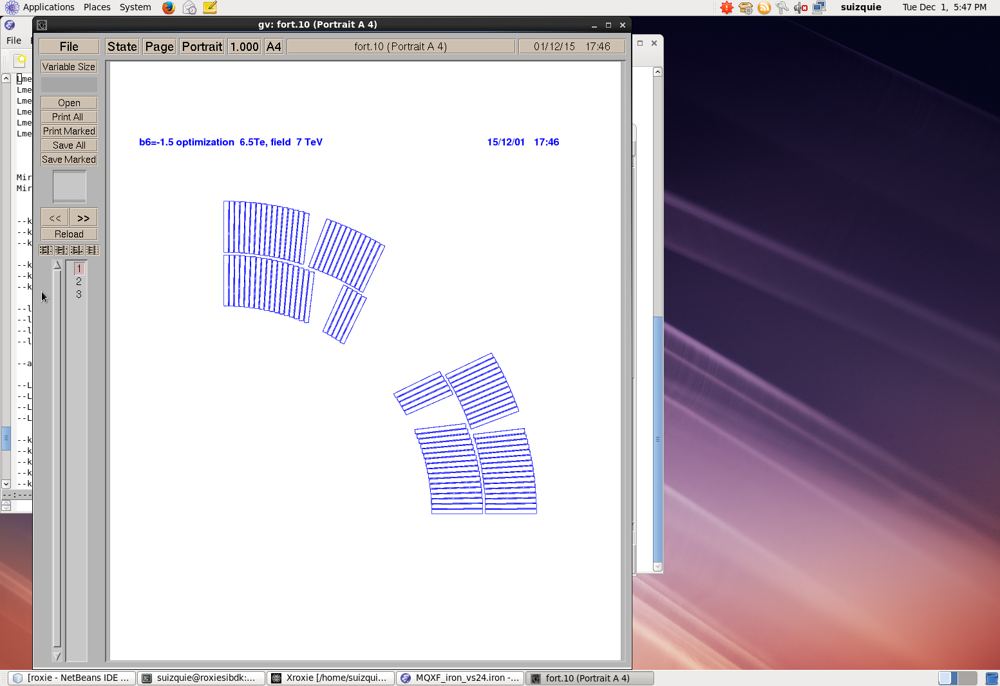 Applications Places System
suizquie Tue Dec 1, 5:47 PM
gv: fort.10 (Portrait A 4)
File
File State Page Portrait 1.000 A4 fort.10 (Portrait A 4) 01/12/15 17:46
Variable Size
Open
Print All
Print Marked
Save All
Save Marked
<< >>
Reload
1
2
3
Lme
Lme
Lme
Lme
Lme
Lme
Mir
Mir
--k
--k
--k
--k
--k
--k
--l
--l
--l
--l
--a
--L
--L
--L
--L
--k
--k
--k
--k
--k
--:---
b6=-1.5 optimization 6.5Te, field 7 TeV 15/12/01 17:46
[roxie - NetBeans IDE ...
suizquie@roxiesibdk:...
Xroxie [/home/suizqui...
MQXF_iron_vs24.iron -...
fort.10 (Portrait A 4)